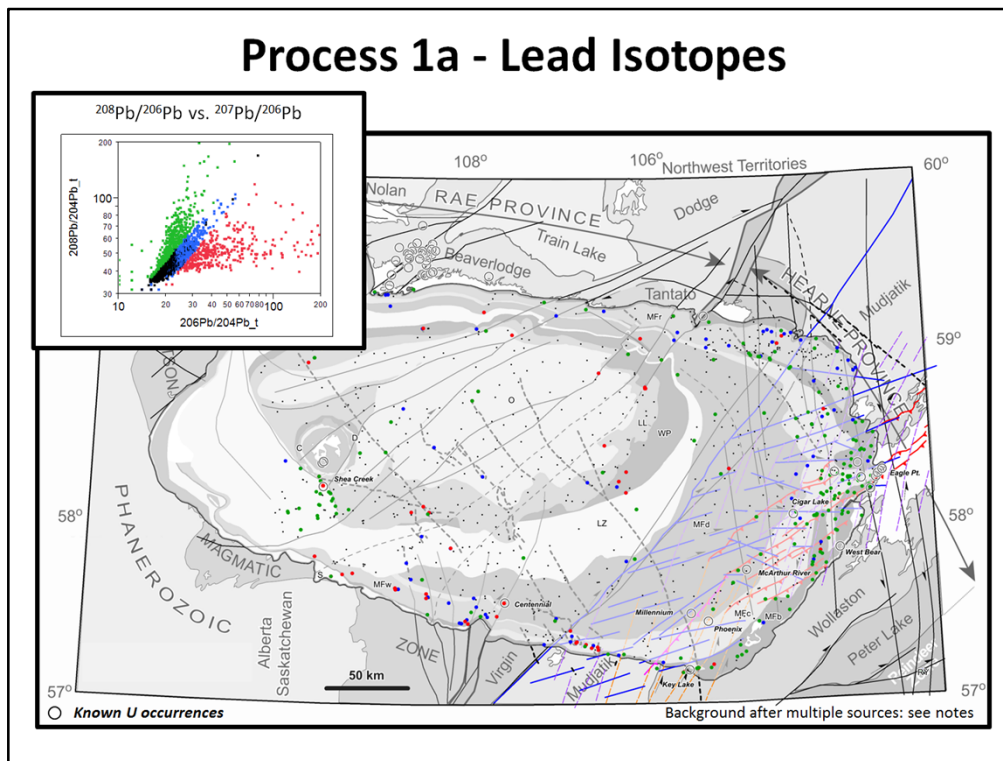 Process 1a - Lead Isotopes
²⁰⁸Pb/²⁰⁶Pb vs. ²⁰⁷Pb/²⁰⁶Pb
208Pb/204Pb_t
200
100
80
70
60
50
40
30
10
20
30
40
50
60
70
80
100
200
206Pb/204Pb_t
108°
106°
Northwest Territories
60°
Nolan
RAE PROVINCE
Dodge
Train Lake
Beaverlodge
Tantato
HEARNE PROVINCE
Mudjatik
MFr
59°
O
LL
WP
C
D
Shea Creek
Eagle Pt.
Cigar Lake
58°
58°
LZ
MFd
PHANEROZOIC
MAGMATIC
West Bear
McArthur River
S
MFw
Centennial
Millennium
Phoenix
MFc
MFb
Wollaston
Peter Lake
Alberta
Saskatchewan
ZONE
Virgin
Mudjatik
Key Lake
50 km
57°
57°
Known U occurrences
Background after multiple sources: see notes